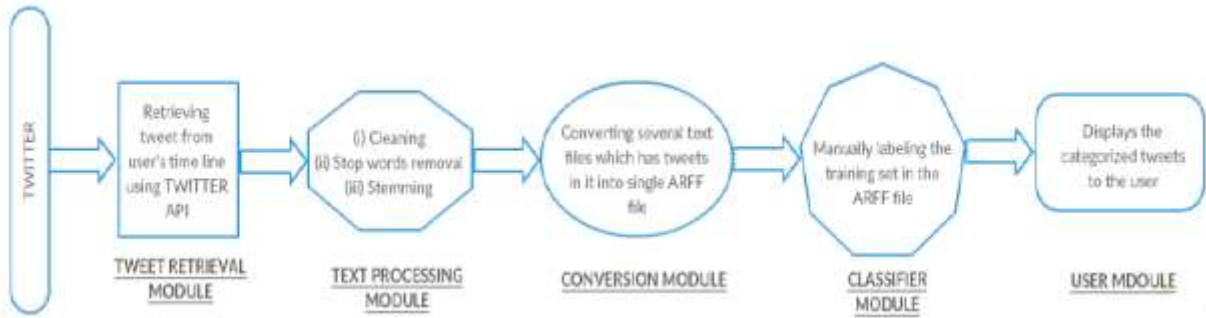 TWITTER
Retrieving
tweet from
user's time line
using TWITTER
API
TWEET RETRIEVAL
MODULE
(i) Cleaning
(ii) Stop words removal
(iii) Stemming
TEXT PROCESSING
MODULE
Converting several text
files which has tweets
in it into single ARFF
file
CONVERSION MODULE
Manually labeling the
training set in the
ARFF file
CLASSIFIER
MODULE
Displays the
categorized tweets
to the user
USER MDOULE